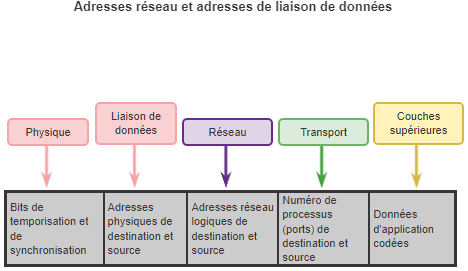 Adresses réseau et adresses de liaison de données
Physique
Liaison de
données
Réseau
Transport
Couches
supérieures
Bits de
temporisation et
de
synchronisation
Adresses
physiques de
destination et
source
Adresses réseau
logiques de
destination et
source
Numéro de
processus
(ports) de
destination et
source
Données
d'application
codées